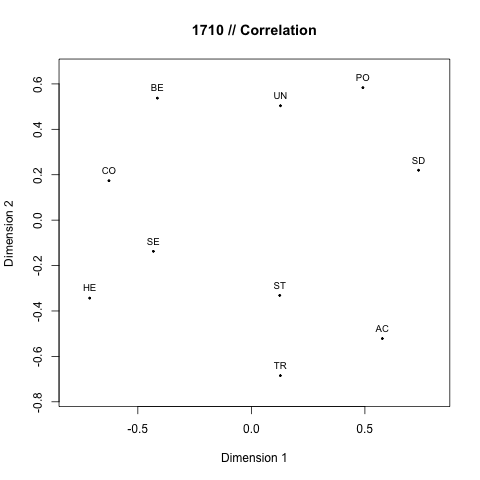 1710 // Correlation
PO
BE
UN
SD
CO
SE
ST
HE
AC
TR
0.6
0.4
0.2
0.0
-0.2
-0.4
-0.6
-0.8
Dimension 2
-0.5
0.0
0.5
Dimension 1